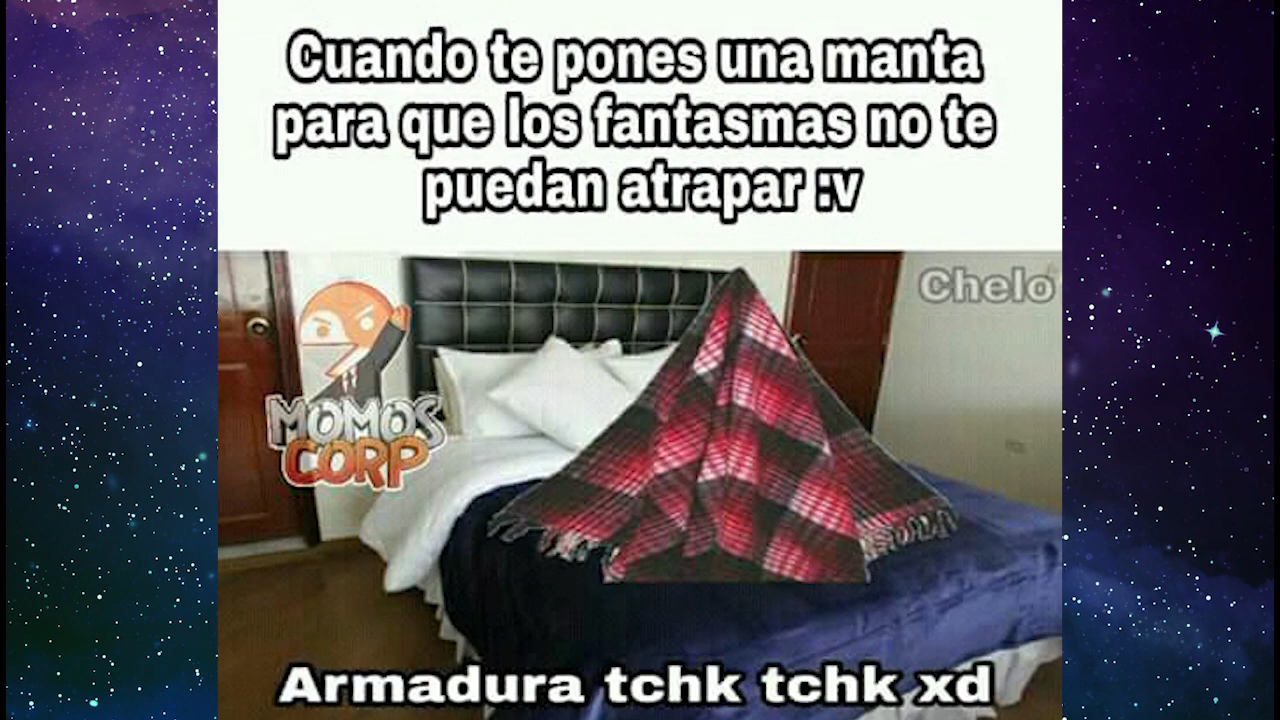 Cuando te pones una manta
para que los fantasmas no te
puedan atrapar :v
Chelo
MOMOS
CORP
Armadura tchk tchk xd